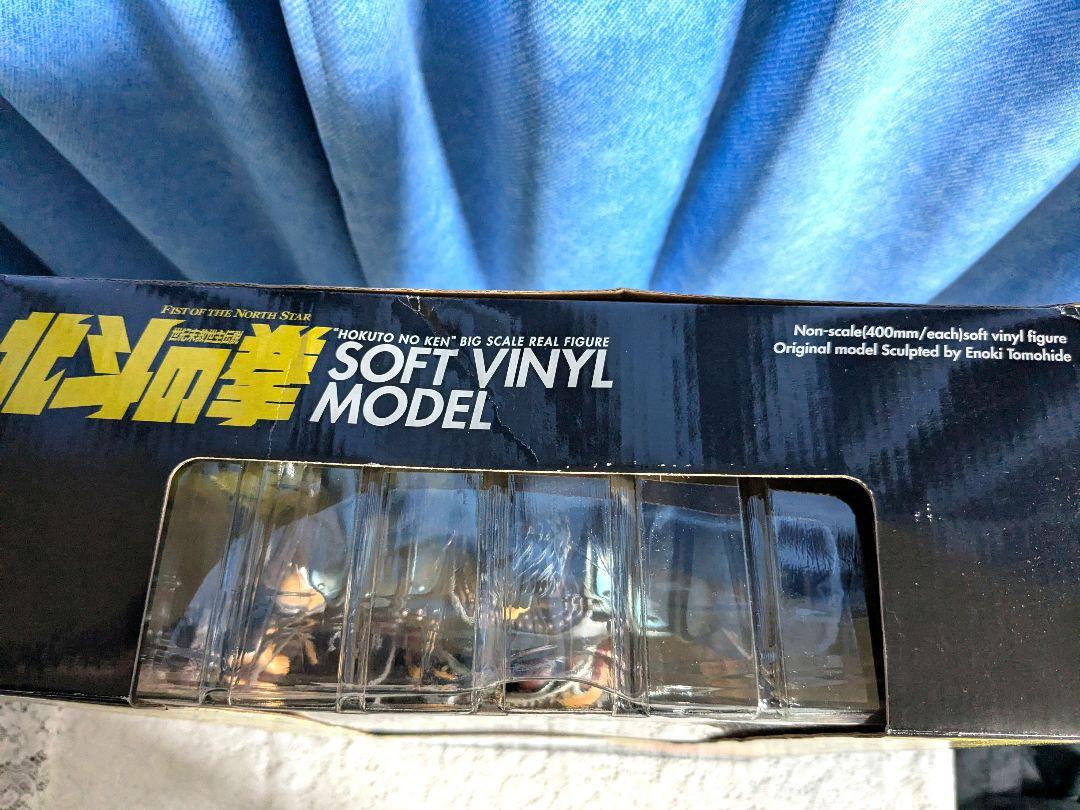 FIST OF THE NORTH STAR
世紀末救世主伝説
北斗の拳
"HOKUTO NO KEN" BIG SCALE REAL FIGURE
SOFT VINYL
MODEL
Non-scale(400mm/each)soft vinyl figure
Original model Sculpted by Enoki Tomohide